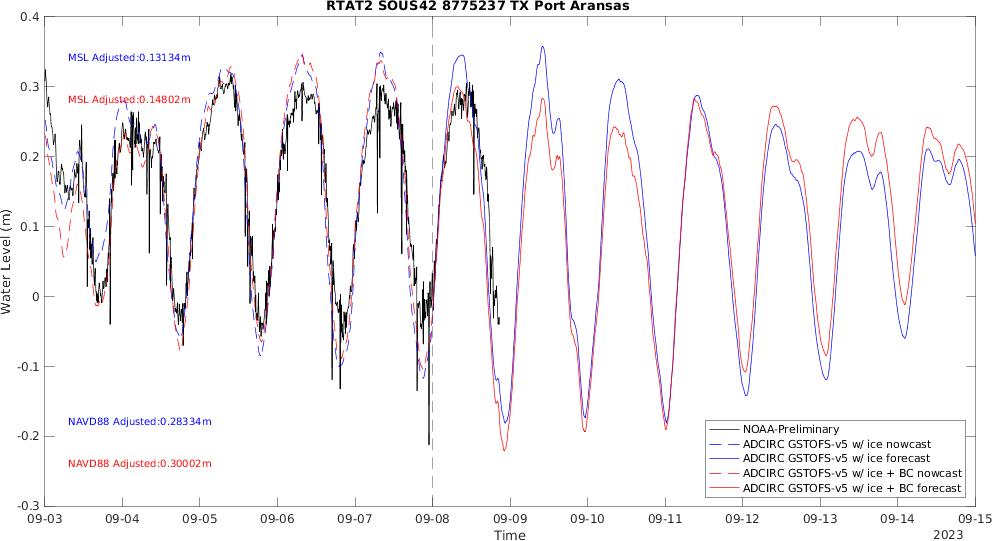 RTAT2 SOUS42 8775237 TX Port Aransas
0.4
0.3
0.2
0.1
0
-0.1
-0.2
-0.3
Water Level (m)
MSL Adjusted:0.13134m
MSL Adjusted:0.14802m
NAVD88 Adjusted:0.28334m
NAVD88 Adjusted:0.30002m
NOAA-Preliminary
ADCIRC GSTOFS-v5 w/ ice nowcast
ADCIRC GSTOFS-v5 w/ ice forecast
ADCIRC GSTOFS-v5 w/ ice + BC nowcast
ADCIRC GSTOFS-v5 w/ ice + BC forecast
09-03 09-04 09-05 09-06 09-07 09-08 09-09 09-10 09-11 09-12 09-13 09-14 09-15
Time
2023